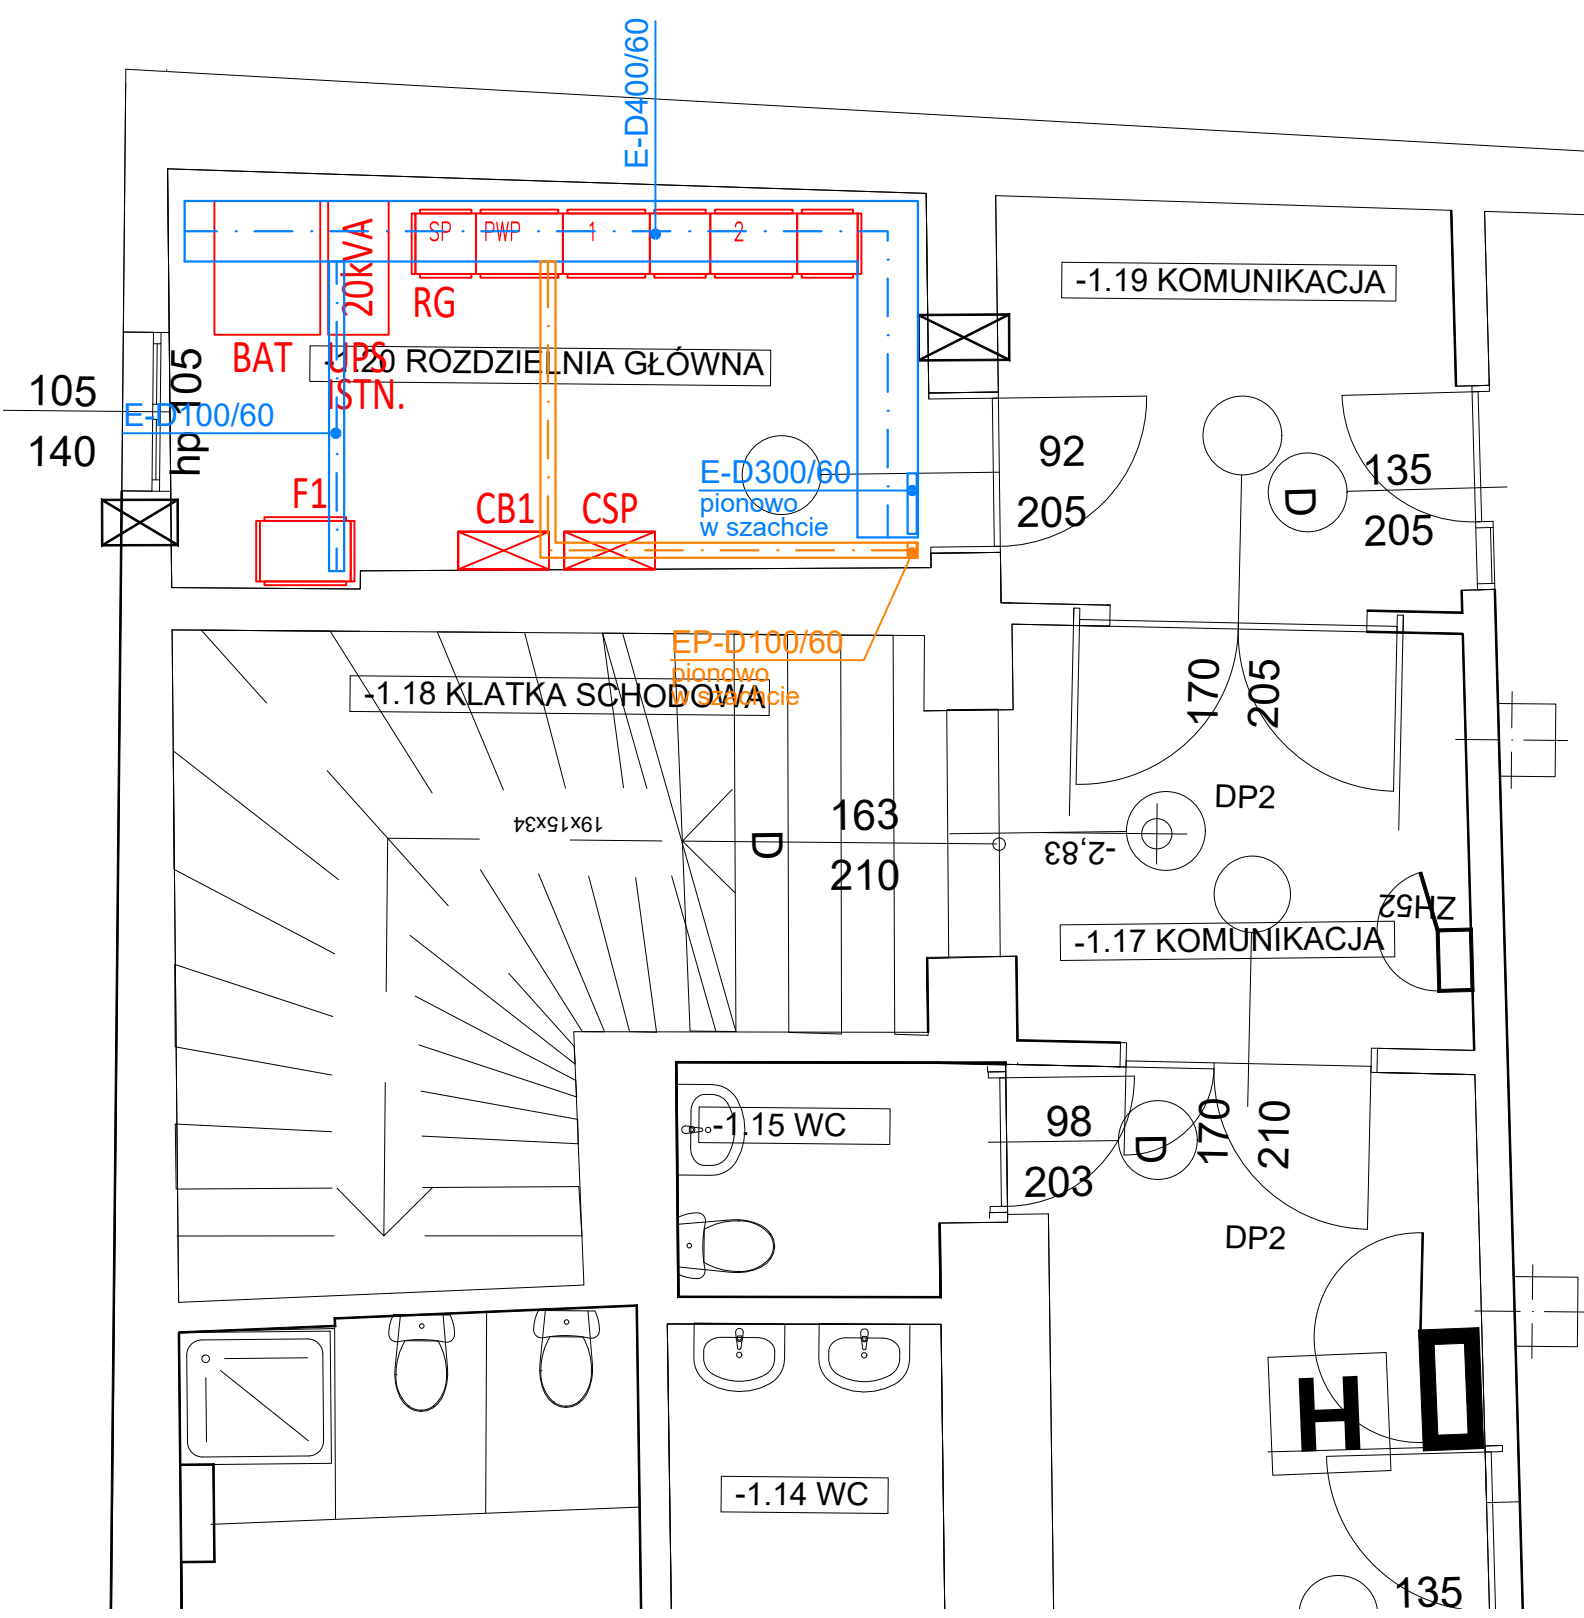 E-D400/60
SP
PWP
1
2
20kVA
RG
-1.19 KOMUNIKACJA
BAT
UPS
ISTN.
-1.20 ROZDZIELNIA GŁÓWNA
105
140
hp 105
E-D100/60
F1
CB1
CSP
E-D300/60
pionowo
w szachcie
92
205
D
135
205
EP-D100/60
pionowo
w szachcie
-1.18 KLATKA SCHODOWA
170
205
DP2
19x15x34
D
163
210
-2,83
ZH52
-1.17 KOMUNIKACJA
-1.15 WC
98
203
D
170
210
DP2
H
-1.14 WC
135